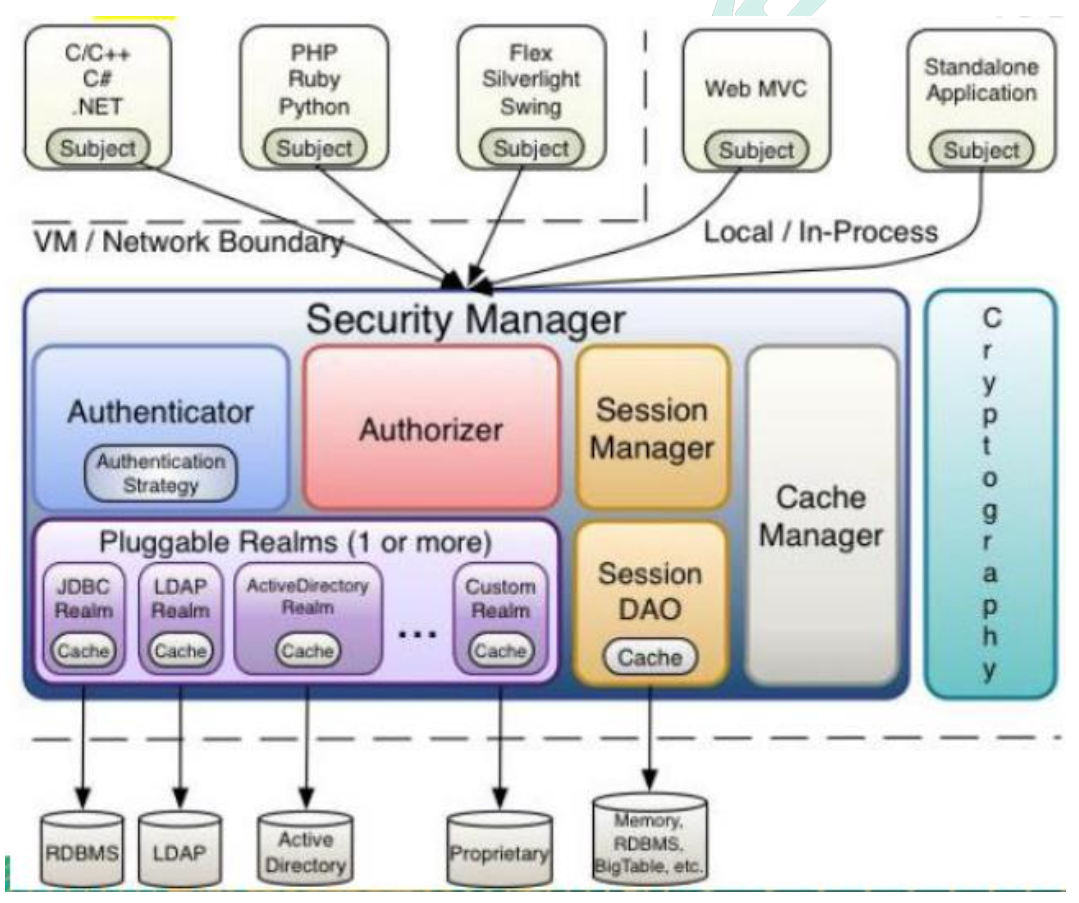 C/C++
C#
.NET
Subject
PHP
Ruby
Python
Subject
Flex
Silverlight
Swing
Subject
Web MVC
Subject
Standalone
Application
Subject
VM / Network Boundary
Local / In-Process
Security Manager
Authenticator
Authentication
Strategy
Authorizer
Session
Manager
Cache
Manager
Cryptography
Pluggable Realms (1 or more)
JDBC
Realm
Cache
LDAP
Realm
Cache
ActiveDirectory
Realm
Cache
...
Custom
Realm
Cache
Session
DAO
Cache
RDBMS
LDAP
Active
Directory
Proprietary
Memory,
RDBMS,
BigTable, etc.